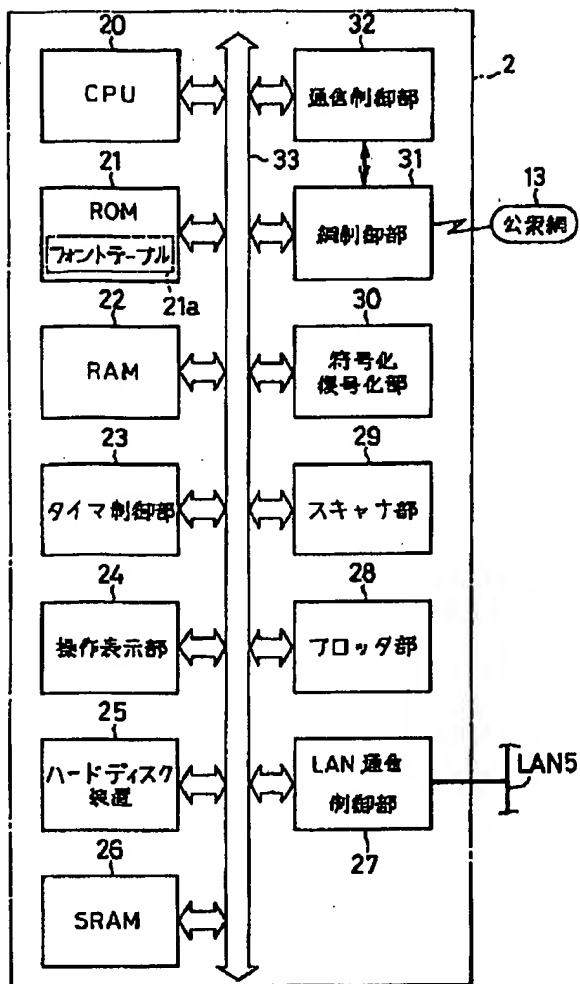 20
CPU
21
ROM
フォントテーブル
21a
22
RAM
23
タイマ制御部
24
操作表示部
25
ハードディスク
装置
26
SRAM
32
通信制御部
2
33
31
網制御部
13
公衆網
30
符号化
復号化部
29
スキャナ部
28
プロッタ部
LAN通信
制御部
27
LAN5